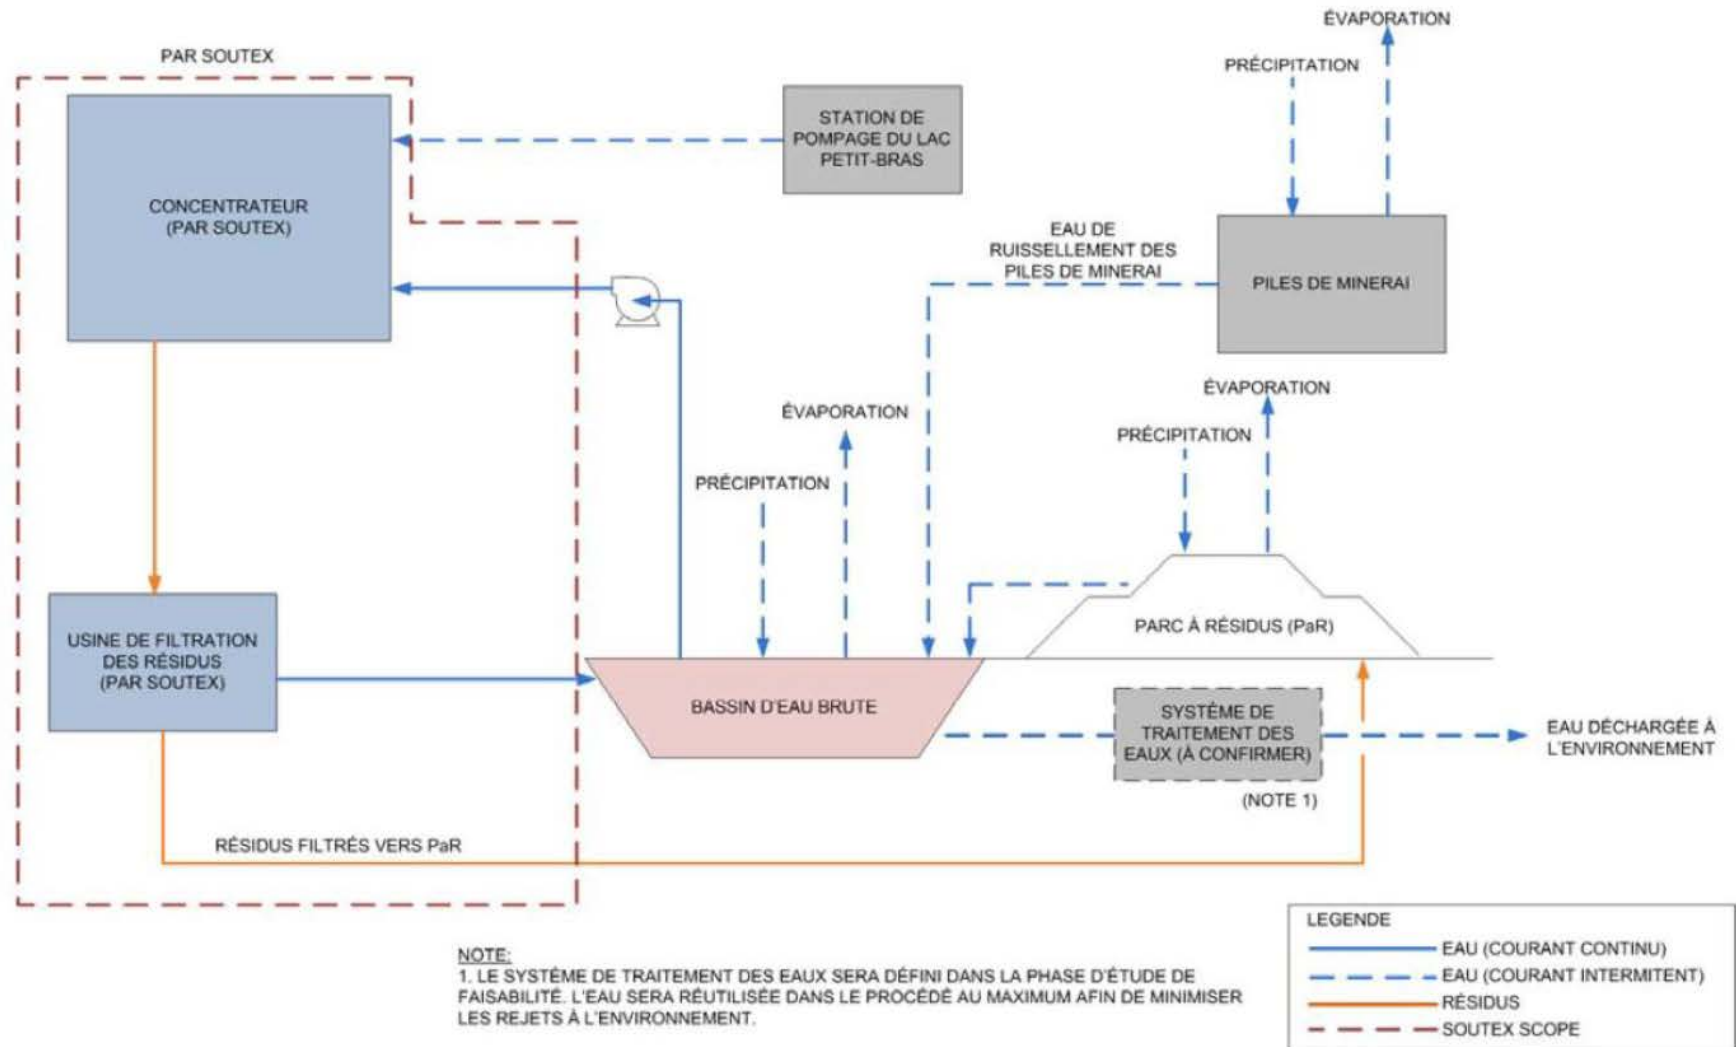 ÉVAPORATION
PAR SOUTEX
PRÉCIPITATION
STATION DE
POMPAGE DU LAC
PETIT-BRAS
CONCENTRATEUR
(PAR SOUTEX)
EAU DE
RUISSELLEMENT DES
PILES DE MINERAI
PILES DE MINERAI
ÉVAPORATION
ÉVAPORATION
PRÉCIPITATION
PRÉCIPITATION
PARC À RÉSIDUS (PaR)
USINE DE FILTRATION
DES RÉSIDUS
(PAR SOUTEX)
BASSIN D'EAU BRUTE
SYSTÈME DE
TRAITEMENT DES
EAUX (À CONFIRMER)
(NOTE 1)
EAU DÉCHARGÉE À
L'ENVIRONNEMENT
RÉSIDUS FILTRÉS VERS PaR
NOTE:
1. LE SYSTÈME DE TRAITEMENT DES EAUX SERA DÉFINI DANS LA PHASE D'ÉTUDE DE
FAISABILITÉ. L'EAU SERA RÉUTILISÉE DANS LE PROCÉDÉ AU MAXIMUM AFIN DE MINIMISER
LES REJETS À L'ENVIRONNEMENT.
LEGENDE
EAU (COURANT CONTINU)
EAU (COURANT INTERMITENT)
RÉSIDUS
SOUTEX SCOPE